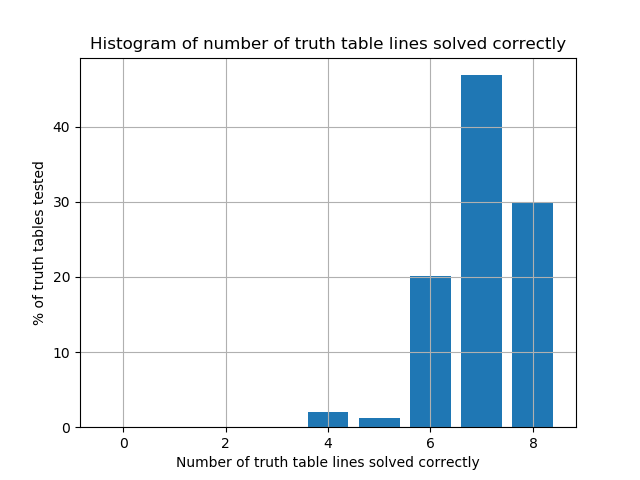 Histogram of number of truth table lines solved correctly
% of truth tables tested
40
30
20
10
0
0 2 4 6 8
Number of truth table lines solved correctly